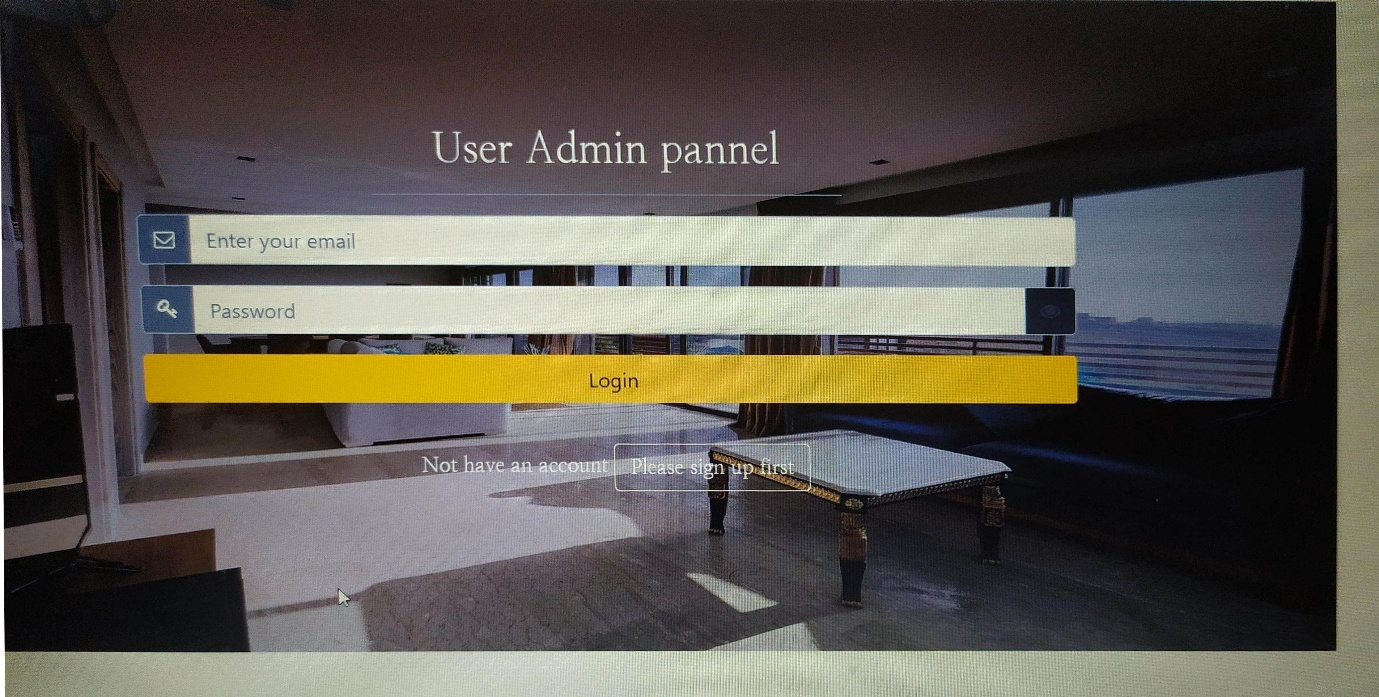 User Admin pannel
Enter your email
Password
Login
Not have an account Please sign up first